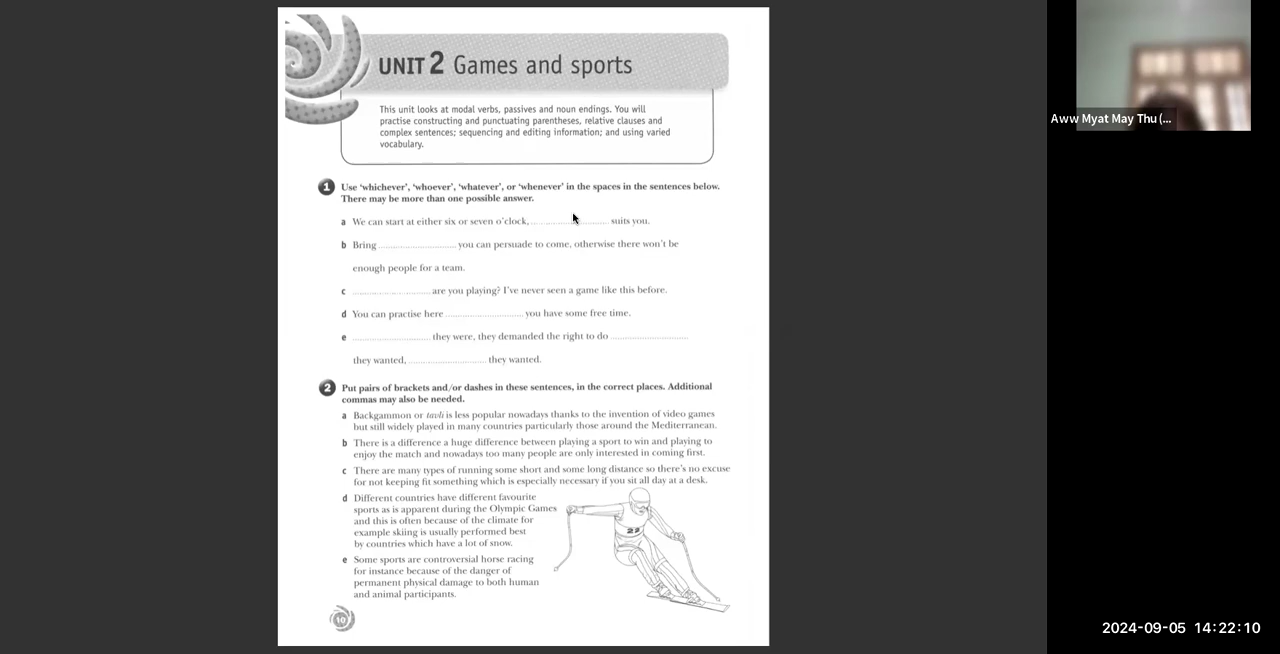 UNIT 2 Games and sports
This unit looks at modal verbs, passives and noun endings. You will
practise constructing and punctuating parentheses, relative clauses and
complex sentences; sequencing and editing information; and using varied
vocabulary.
1 Use 'whichever', 'whoever', 'whatever', or 'whenever' in the spaces in the sentences below.
There may be more than one possible answer.
a We can start at either six or seven o'clock, .............................. suits you.
b Bring .............................. you can persuade to come, otherwise there won't be
enough people for a team.
c .............................. are you playing? I've never seen a game like this before.
d You can practise here .............................. you have some free time.
e .............................. they were, they demanded the right to do ..............................
they wanted, .............................. they wanted.
2 Put pairs of brackets and/or dashes in these sentences, in the correct places. Additional
commas may also be needed.
a Backgammon or tavli is less popular nowadays thanks to the invention of video games
but still widely played in many countries particularly those around the Mediterranean.
b There is a difference a huge difference between playing a sport to win and playing to
enjoy the match and nowadays too many people are only interested in coming first.
c There are many types of running some short and some long distance so there's no excuse
for not keeping fit something which is especially necessary if you sit all day at a desk.
d Different countries have different favourite
sports as is apparent during the Olympic Games
and this is often because of the climate for
example skiing is usually performed best
by countries which have a lot of snow.
e Some sports are controversial horse racing
for instance because of the danger of
permanent physical damage to both human
and animal participants.
22
10
Aww Myat May Thu (...
2024-09-05 14:22:10